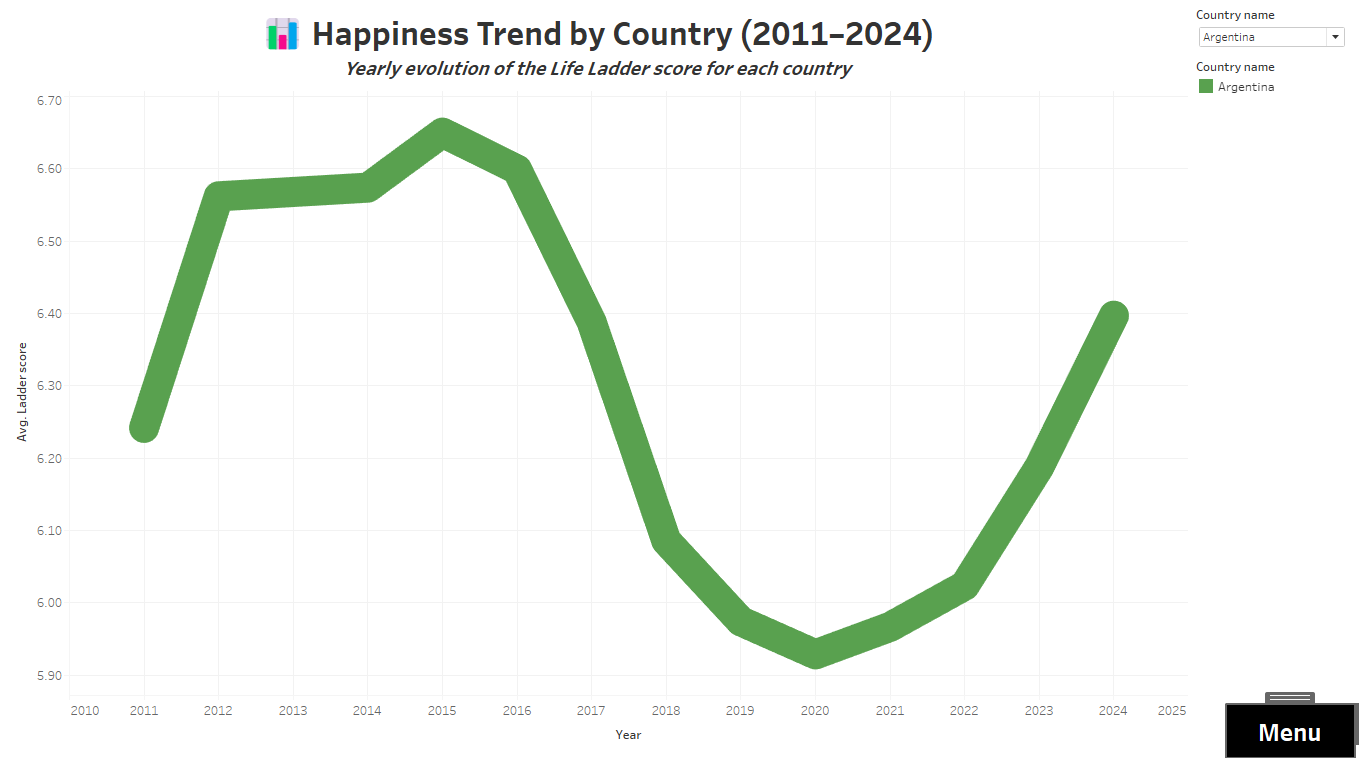 Happiness Trend by Country (2011–2024)
Yearly evolution of the Life Ladder score for each country
Country name
Argentina
Country name
Argentina
6.70
6.60
6.50
6.40
6.30
6.20
6.10
6.00
5.90
Avg. Ladder score
2010 2011 2012 2013 2014 2015 2016 2017 2018 2019 2020 2021 2022 2023 2024 2025
Year
Menu